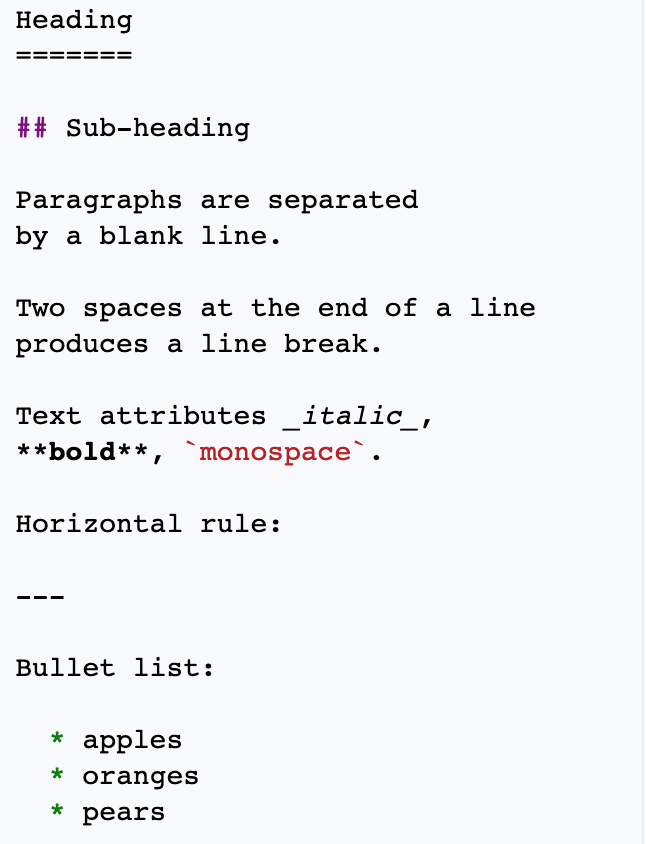 Heading
=======
## Sub-heading
Paragraphs are separated
by a blank line.
Two spaces at the end of a line
produces a line break.
Text attributes _italic_,
**bold**, `monospace`.
Horizontal rule:
---
Bullet list:
* apples
* oranges
* pears